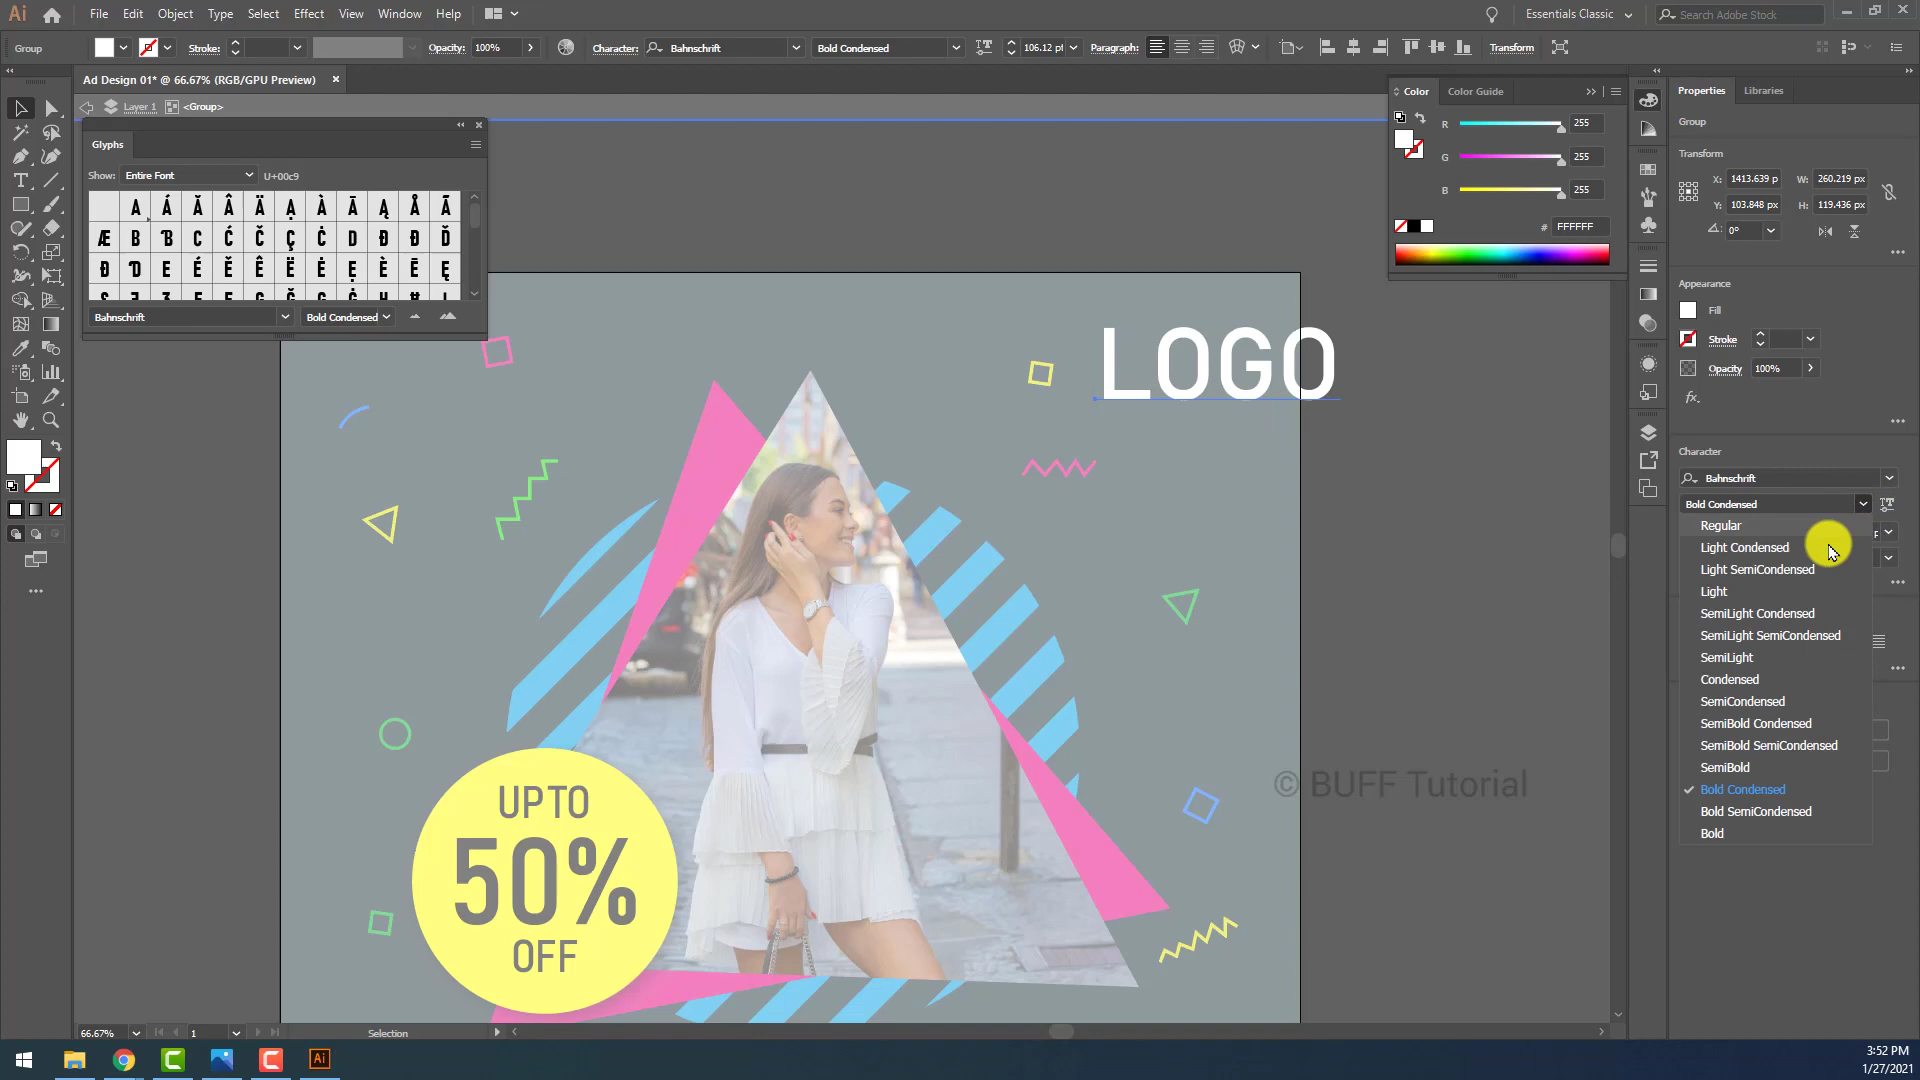 Ai File Edit Object Type Select Effect View Window Help Essentials Classic Search Adobe Stock
Group Stroke: Opacity: 100% Character: Bahnschrift Bold Condensed 106.12 pt Paragraph: Transform
Ad Design 01* @ 66.67% (RGB/GPU Preview)
Layer 1 <Group>
Glyphs
Show: Entire Font U+00c9
A Á Ă Â Ä Ạ À Ā Ą Å Ã
Æ B Ɓ C Ć Č Ç Ċ D Ð Đ Ď
Đ Ɗ E É Ě Ê Ë Ė Ẹ È Ē Ę
Bahnschrift Bold Condensed
Color Color Guide
R 255
G 255
B 255
# FFFFFF
Properties Libraries
Group
Transform
X: 1413.639 p W: 260.219 px
Y: 103.848 px H: 119.436 px
0°
Appearance
Fill
Stroke
Opacity 100%
fx.
Character
Bahnschrift
Bold Condensed
Regular
Light Condensed
Light SemiCondensed
Light
SemiLight Condensed
SemiLight SemiCondensed
SemiLight
Condensed
SemiCondensed
SemiBold Condensed
SemiBold SemiCondensed
SemiBold
Bold Condensed
Bold SemiCondensed
Bold
LOGO
UPTO
50%
OFF
© BUFF Tutorial
66.67% 1 Selection
Ai
3:52 PM
1/27/2021